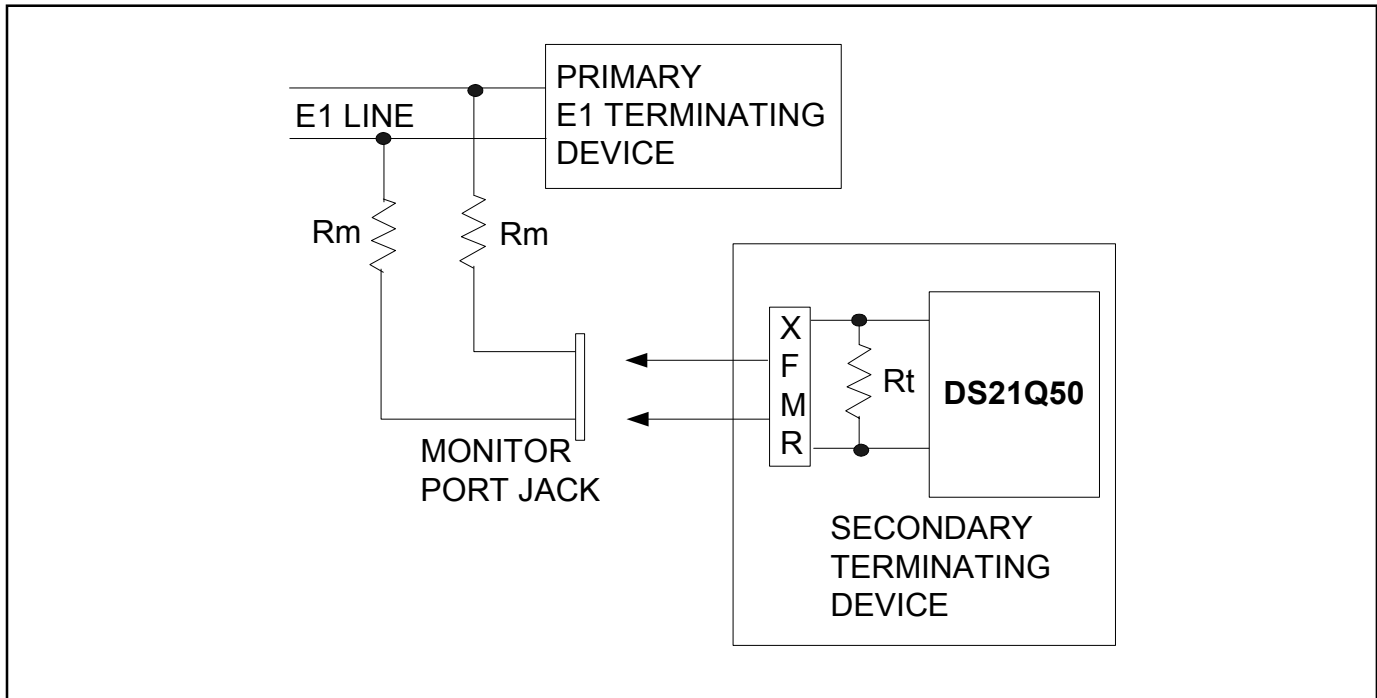 PRIMARY
E1 TERMINATING
DEVICE
E1 LINE
Rm
Rm
X
F
M
R
Rt
DS21Q50
MONITOR
PORT JACK
SECONDARY
TERMINATING
DEVICE